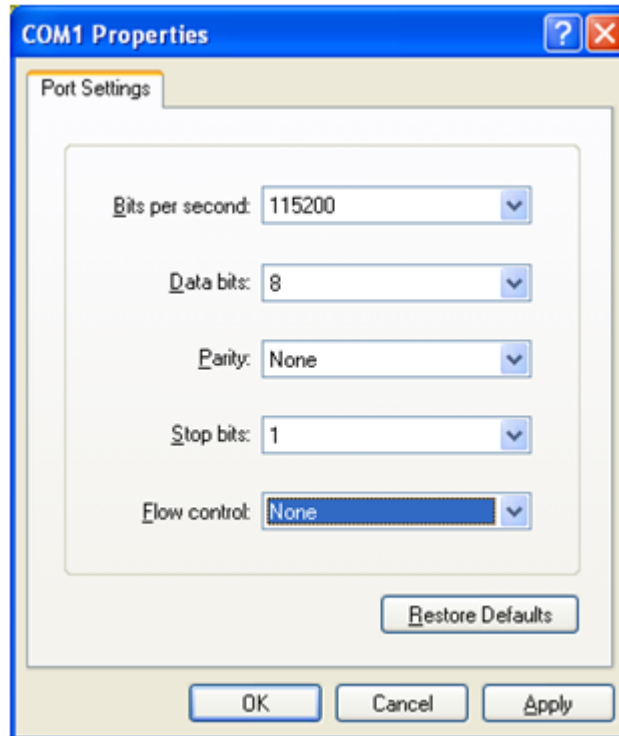 COM1 Properties
Port Settings
Bits per second: 115200
Data bits: 8
Parity: None
Stop bits: 1
Flow control: None
Restore Defaults
OK Cancel Apply